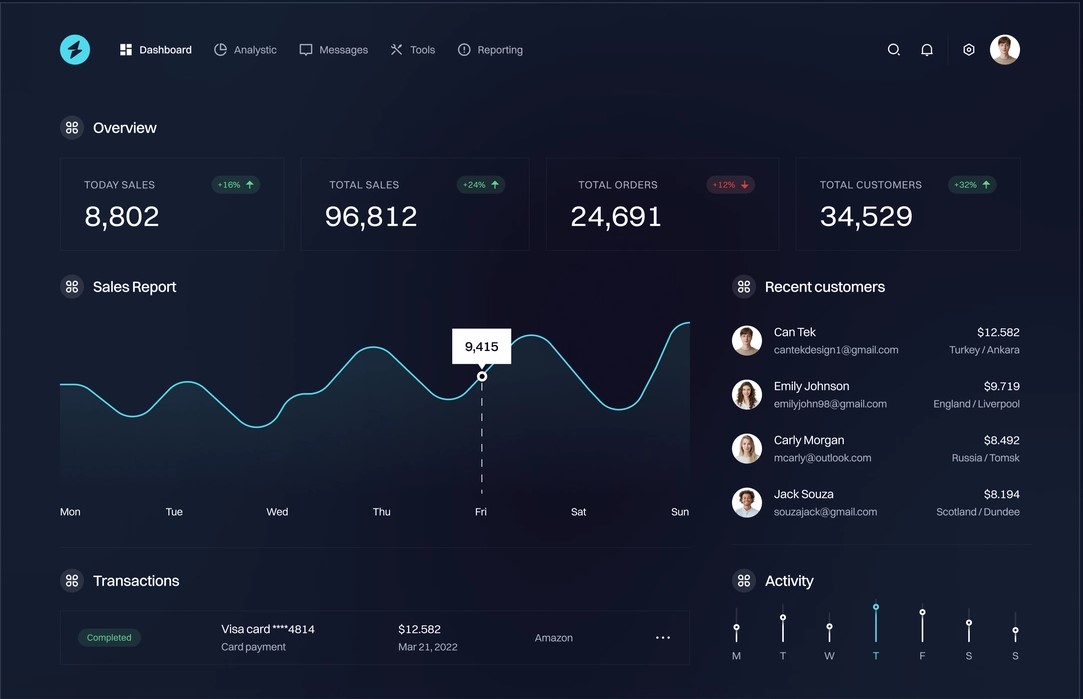 Dashboard
Analystic
Messages
Tools
Reporting
Overview
TODAY SALES
+16%
8,802
TOTAL SALES
+24%
96,812
TOTAL ORDERS
+12%
24,691
TOTAL CUSTOMERS
+32%
34,529
Sales Report
9,415
Mon Tue Wed Thu Fri Sat Sun
Recent customers
Can Tek $12.582
cantekdesign1@gmail.com Turkey / Ankara
Emily Johnson $9.719
emilyjohn98@gmail.com England / Liverpool
Carly Morgan $8.492
mcarly@outlook.com Russia / Tomsk
Jack Souza $8.194
souzajack@gmail.com Scotland / Dundee
Transactions
Completed
Visa card ****4814
Card payment
$12.582
Mar 21, 2022
Amazon
Activity
M T W T F S S